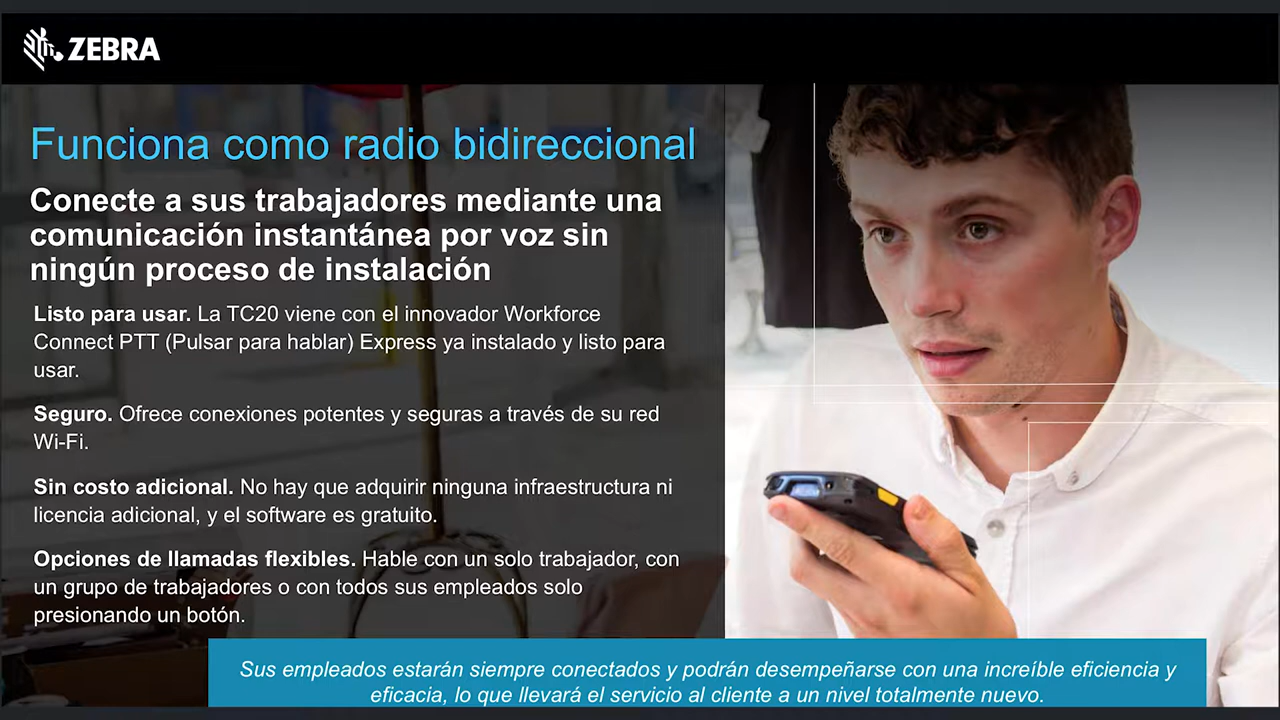 ZEBRA
Funciona como radio bidireccional
Conecte a sus trabajadores mediante una
comunicación instantánea por voz sin
ningún proceso de instalación
Listo para usar. La TC20 viene con el innovador Workforce
Connect PTT (Pulsar para hablar) Express ya instalado y listo para
usar.
Seguro. Ofrece conexiones potentes y seguras a través de su red
Wi-Fi.
Sin costo adicional. No hay que adquirir ninguna infraestructura ni
licencia adicional, y el software es gratuito.
Opciones de llamadas flexibles. Hable con un solo trabajador, con
un grupo de trabajadores o con todos sus empleados solo
presionando un botón.
Sus empleados estarán siempre conectados y podrán desempeñarse con una increíble eficiencia y
eficacia, lo que llevará el servicio al cliente a un nivel totalmente nuevo.